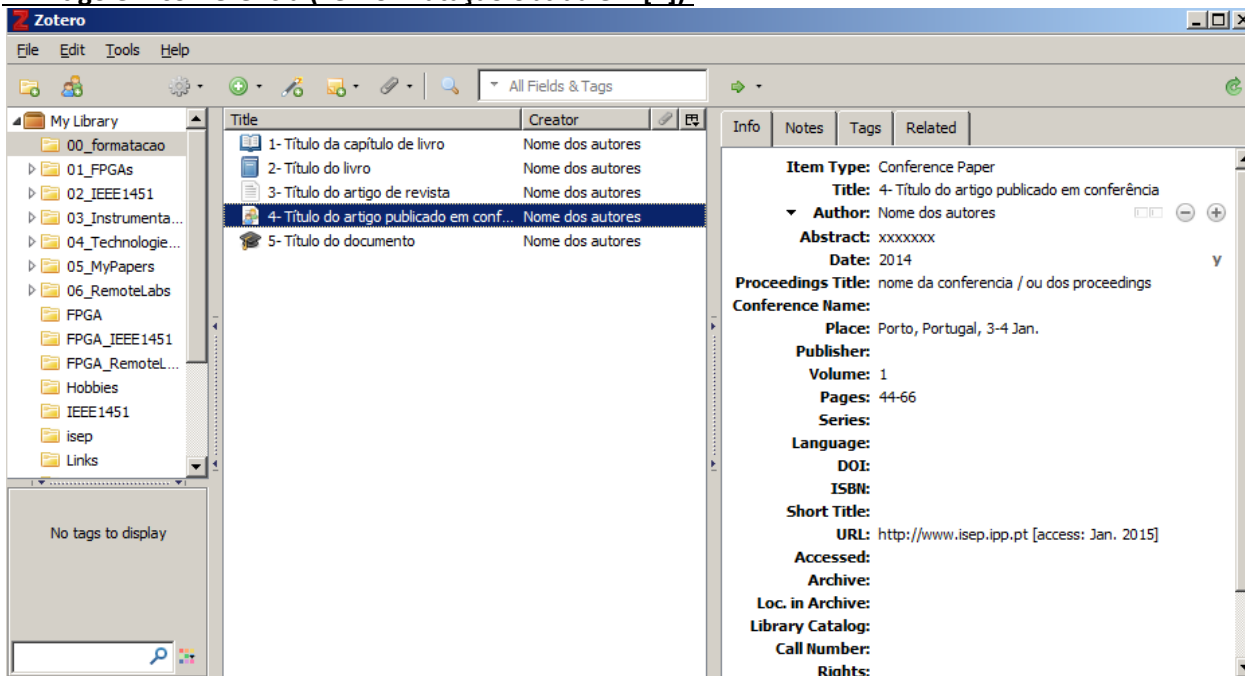 Zotero
File Edit Tools Help
All Fields & Tags
My Library
00_formatacao
01_FPGAs
02_IEEE1451
03_Instrumenta...
04_Technologie...
05_MyPapers
06_RemoteLabs
FPGA
FPGA_IEEE1451
FPGA_RemoteL...
Hobbies
IEEE1451
isep
Links
No tags to display
Title Creator
1- Título da capítulo de livro Nome dos autores
2- Título do livro Nome dos autores
3- Título do artigo de revista Nome dos autores
4- Título do artigo publicado em conf... Nome dos autores
5- Título do documento Nome dos autores
Info Notes Tags Related
Item Type: Conference Paper
Title: 4- Título do artigo publicado em conferência
Author: Nome dos autores
Abstract: xxxxxxx
Date: 2014 y
Proceedings Title: nome da conferencia / ou dos proceedings
Conference Name:
Place: Porto, Portugal, 3-4 Jan.
Publisher:
Volume: 1
Pages: 44-66
Series:
Language:
DOI:
ISBN:
Short Title:
URL: http://www.isep.ipp.pt [access: Jan. 2015]
Accessed:
Archive:
Loc. in Archive:
Library Catalog:
Call Number:
Rights: